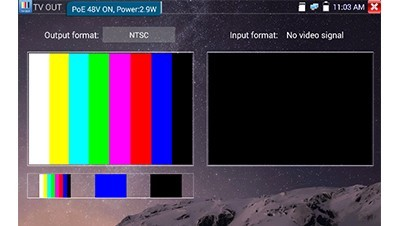 TV OUT
PoE 48V ON, Power:2.9W
11:03 AM
Output format:
NTSC
Input format:
No video signal